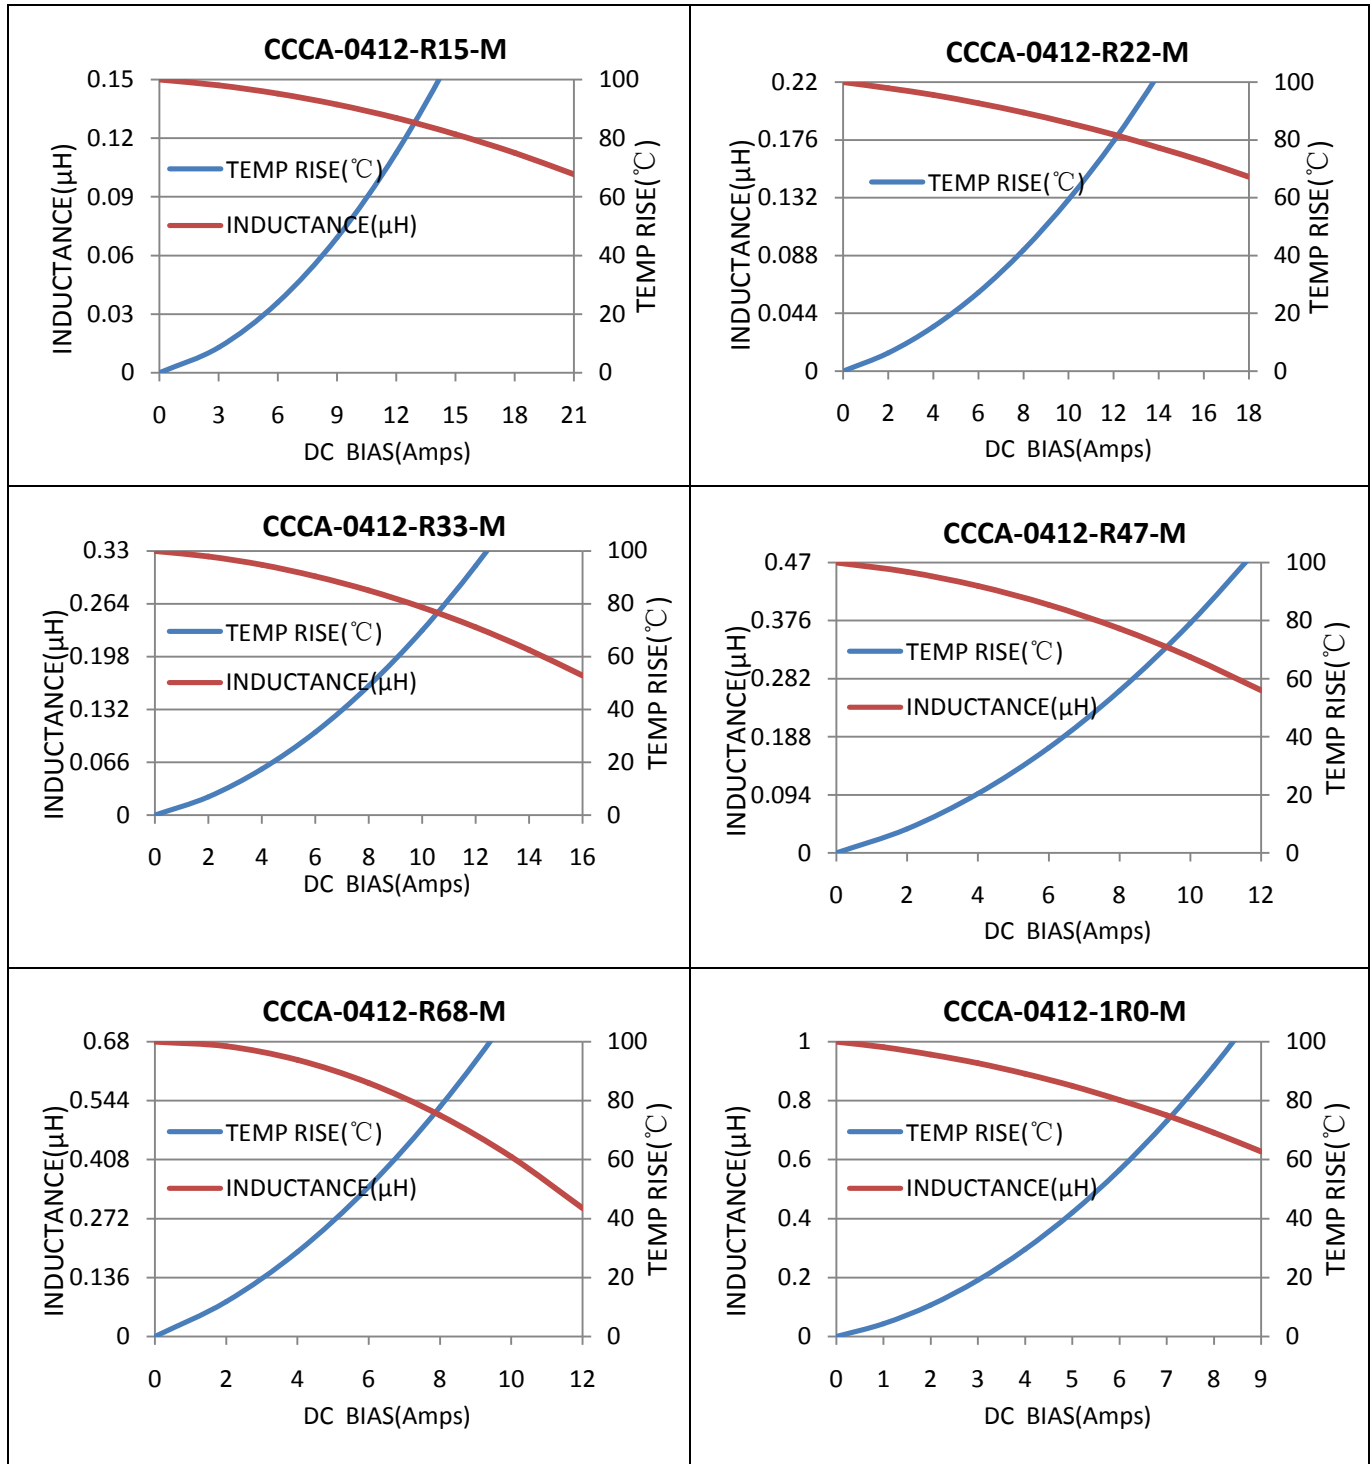 CCCA-0412-R15-M
0.15
0.12
0.09
0.06
0.03
0
100
80
60
40
20
0
INDUCTANCE(µH)
TEMP RISE(℃)
TEMP RISE(℃)
INDUCTANCE(µH)
0 3 6 9 12 15 18 21
DC BIAS(Amps)
CCCA-0412-R22-M
0.22
0.176
0.132
0.088
0.044
0
100
80
60
40
20
0
INDUCTANCE(µH)
TEMP RISE(℃)
TEMP RISE(℃)
0 2 4 6 8 10 12 14 16 18
DC BIAS(Amps)
CCCA-0412-R33-M
0.33
0.264
0.198
0.132
0.066
0
100
80
60
40
20
0
INDUCTANCE(µH)
TEMP RISE(℃)
INDUCTANCE(µH)
TEMP RISE(℃)
0 2 4 6 8 10 12 14 16
DC BIAS(Amps)
CCCA-0412-R47-M
0.47
0.376
0.282
0.188
0.094
0
100
80
60
40
20
0
INDUCTANCE(µH)
TEMP RISE(℃)
INDUCTANCE(µH)
TEMP RISE(℃)
0 2 4 6 8 10 12
DC BIAS(Amps)
CCCA-0412-R68-M
0.68
0.544
0.408
0.272
0.136
0
100
80
60
40
20
0
INDUCTANCE(µH)
TEMP RISE(℃)
INDUCTANCE(µH)
TEMP RISE(℃)
0 2 4 6 8 10 12
DC BIAS(Amps)
CCCA-0412-1R0-M
1
0.8
0.6
0.4
0.2
0
100
80
60
40
20
0
INDUCTANCE(µH)
TEMP RISE(℃)
INDUCTANCE(µH)
TEMP RISE(℃)
0 1 2 3 4 5 6 7 8 9
DC BIAS(Amps)